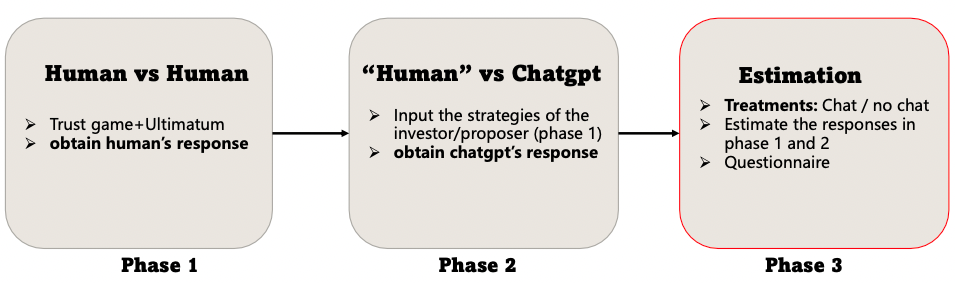 Human vs Human
➢ Trust game+Ultimatum
➢ obtain human's response
Phase 1
“Human” vs Chatgpt
➢ Input the strategies of the
investor/proposer (phase 1)
➢ obtain chatgpt's response
Phase 2
Estimation
➢ Treatments: Chat / no chat
➢ Estimate the responses in
phase 1 and 2
➢ Questionnaire
Phase 3